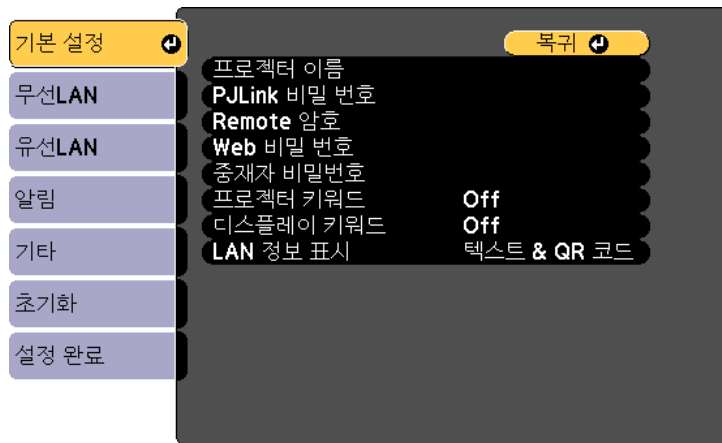 기본 설정
무선LAN
유선LAN
알림
기타
초기화
설정 완료
복귀
프로젝터 이름
PJLink 비밀 번호
Remote 암호
Web 비밀 번호
중재자 비밀번호
프로젝터 키워드 Off
디스플레이 키워드 Off
LAN 정보 표시 텍스트 & QR 코드